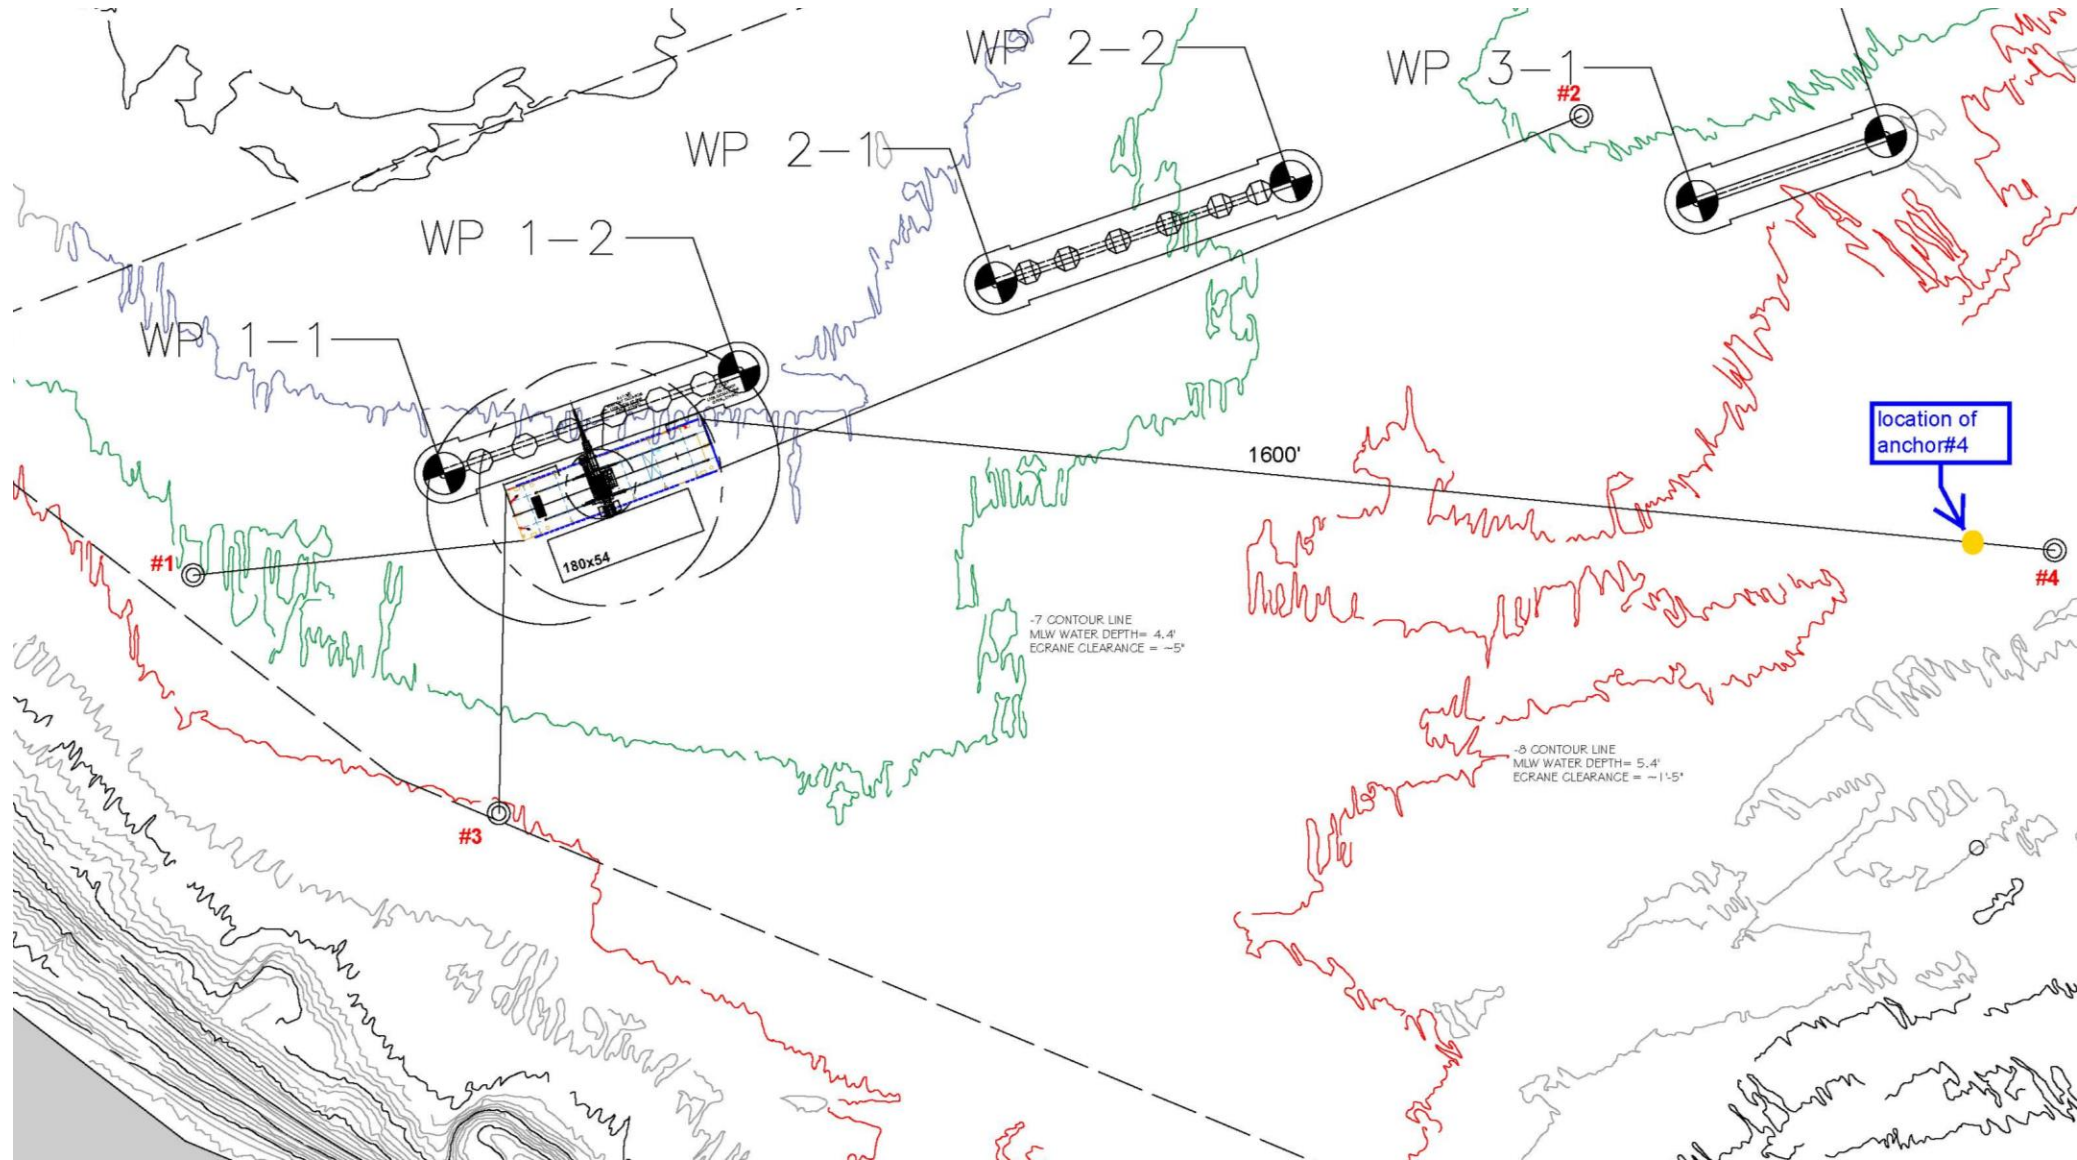 WP 2-2
WP 3-1
#2
WP 2-1
WP 1-2
WP 1-1
location of
anchor#4
1600'
#1
180x54
#4
-7 CONTOUR LINE
MLW WATER DEPTH= 4.4'
ECRANE CLEARANCE = ~5"
-8 CONTOUR LINE
MLW WATER DEPTH= 5.4'
ECRANE CLEARANCE = ~1'-5"
#3